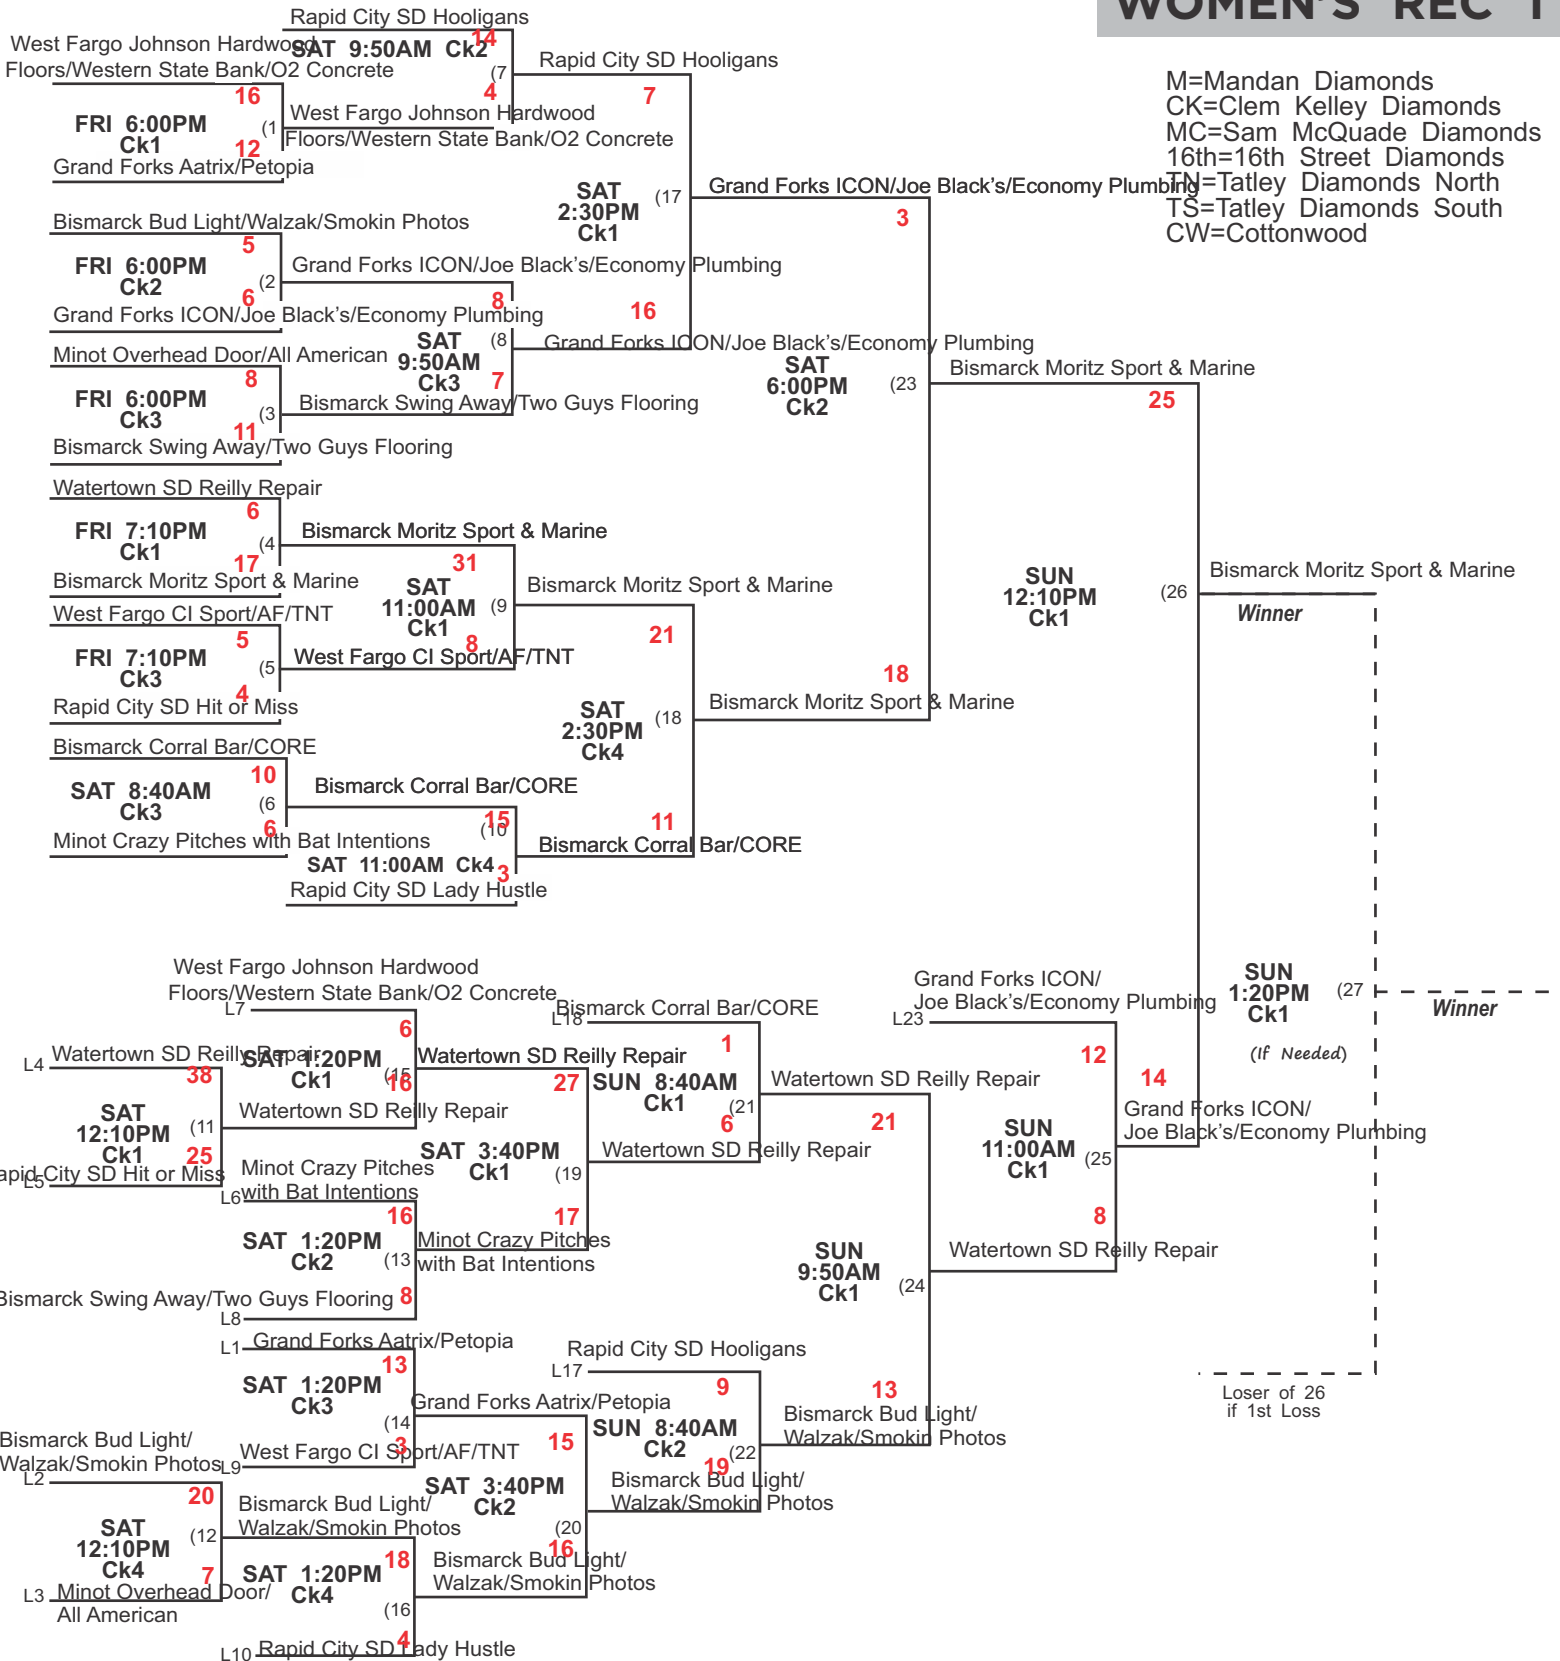 WOMEN'S REC 1
M=Mandan Diamonds
CK=Clem Kelley Diamonds
MC=Sam McQuade Diamonds
16th=16th Street Diamonds
TN=Tatley Diamonds North
TS=Tatley Diamonds South
CW=Cottonwood
Rapid City SD Hooligans
14
SAT 9:50AM Ck2
(7
4
West Fargo Johnson Hardwood
Floors/Western State Bank/O2 Concrete
16
FRI 6:00PM
Ck1
(1
12
Grand Forks Aatrix/Petopia
West Fargo Johnson Hardwood
Floors/Western State Bank/O2 Concrete
Rapid City SD Hooligans
7
Bismarck Bud Light/Walzak/Smokin Photos
5
FRI 6:00PM
Ck2
(2
6
Grand Forks ICON/Joe Black's/Economy Plumbing
Grand Forks ICON/Joe Black's/Economy Plumbing
8
SAT
9:50AM
Ck3
(8
7
Minot Overhead Door/All American
8
FRI 6:00PM
Ck3
(3
11
Bismarck Swing Away/Two Guys Flooring
Bismarck Swing Away/Two Guys Flooring
SAT
2:30PM
Ck1
(17
16
Grand Forks ICON/Joe Black's/Economy Plumbing
Grand Forks ICON/Joe Black's/Economy Plumbing
3
SAT
6:00PM
Ck2
(23
Watertown SD Reilly Repair
6
FRI 7:10PM
Ck1
(4
17
Bismarck Moritz Sport & Marine
Bismarck Moritz Sport & Marine
31
SAT
11:00AM
Ck1
(9
8
West Fargo CI Sport/AF/TNT
5
FRI 7:10PM
Ck3
(5
4
Rapid City SD Hit or Miss
West Fargo CI Sport/AF/TNT
Bismarck Moritz Sport & Marine
21
SAT
2:30PM
Ck4
(18
11
Bismarck Corral Bar/CORE
10
SAT 8:40AM
Ck3
(6
6
Minot Crazy Pitches with Bat Intentions
Bismarck Corral Bar/CORE
15
(10
SAT 11:00AM Ck4
3
Rapid City SD Lady Hustle
Bismarck Corral Bar/CORE
18
Bismarck Moritz Sport & Marine
Bismarck Moritz Sport & Marine
25
SUN
12:10PM
Ck1
(26
Bismarck Moritz Sport & Marine
Winner
West Fargo Johnson Hardwood
Floors/Western State Bank/O2 Concrete
L7
6
SAT 1:20PM
Ck1
(15
16
L4
Watertown SD Reilly Repair
38
SAT
12:10PM
Ck1
(11
25
apid City SD Hit or Miss
L5
Watertown SD Reilly Repair
Watertown SD Reilly Repair
27
SAT 3:40PM
Ck1
(19
17
Minot Crazy Pitches
with Bat Intentions
L6
16
SAT 1:20PM
Ck2
(13
8
Bismarck Swing Away/Two Guys Flooring
L8
Minot Crazy Pitches
with Bat Intentions
Bismarck Corral Bar/CORE
L18
1
SUN 8:40AM
Ck1
(21
6
Watertown SD Reilly Repair
Watertown SD Reilly Repair
21
SUN
9:50AM
Ck1
(24
13
L1
Grand Forks Aatrix/Petopia
13
SAT 1:20PM
Ck3
(14
3
West Fargo CI Sport/AF/TNT
L9
Grand Forks Aatrix/Petopia
15
SAT 3:40PM
Ck2
(20
16
Bismarck Bud Light/
Walzak/Smokin Photos
L2
20
SAT
12:10PM
Ck4
(12
7
L3
Minot Overhead Door/
All American
Bismarck Bud Light/
Walzak/Smokin Photos
18
SAT 1:20PM
Ck4
(16
4
L10
Rapid City SD Lady Hustle
Bismarck Bud Light/
Walzak/Smokin Photos
Rapid City SD Hooligans
L17
9
SUN 8:40AM
Ck2
(22
19
Bismarck Bud Light/
Walzak/Smokin Photos
Bismarck Bud Light/
Walzak/Smokin Photos
Grand Forks ICON/
Joe Black's/Economy Plumbing
L23
12
SUN
11:00AM
Ck1
(25
8
Watertown SD Reilly Repair
14
Grand Forks ICON/
Joe Black's/Economy Plumbing
SUN
1:20PM
Ck1
(27
(If Needed)
Winner
Loser of 26
if 1st Loss